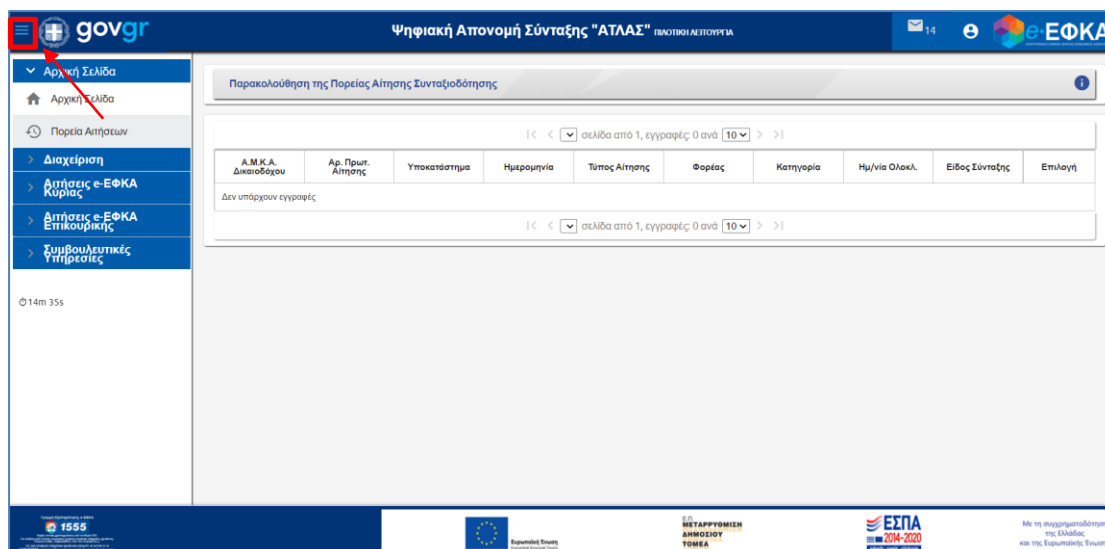 govgr
Ψηφιακή Απονομή Σύνταξης "ΑΤΛΑΣ" ΠΙΛΟΤΙΚΗ ΛΕΙΤΟΥΡΓΙΑ
14
e-ΕΦΚΑ
Αρχική Σελίδα
Αρχική Σελίδα
Πορεία Αιτήσεων
Διαχείριση
Αιτήσεις e-ΕΦΚΑ
Κύριας
Αιτήσεις e-ΕΦΚΑ
Επικουρικής
Συμβουλευτικές
Υπηρεσίες
14m 35s
Παρακολούθηση της Πορείας Αίτησης Συνταξιοδότησης
σελίδα από 1, εγγραφές: 0 ανά 10
Α.Μ.Κ.Α. Δικαιοδόχου Αρ. Πρωτ. Αίτησης Υποκατάστημα Ημερομηνία Τύπος Αίτησης Φορέας Κατηγορία Ημ/νία Ολοκλ. Είδος Σύνταξης Επιλογή
Δεν υπάρχουν εγγραφές
σελίδα από 1, εγγραφές: 0 ανά 10
1555
Ευρωπαϊκή Ένωση
Ε.Π.
ΜΕΤΑΡΡΥΘΜΙΣΗ
ΔΗΜΟΣΙΟΥ
ΤΟΜΕΑ
ΕΣΠΑ
2014-2020
Με τη συγχρηματοδότηση
της Ελλάδας
και της Ευρωπαϊκής Ένωσης